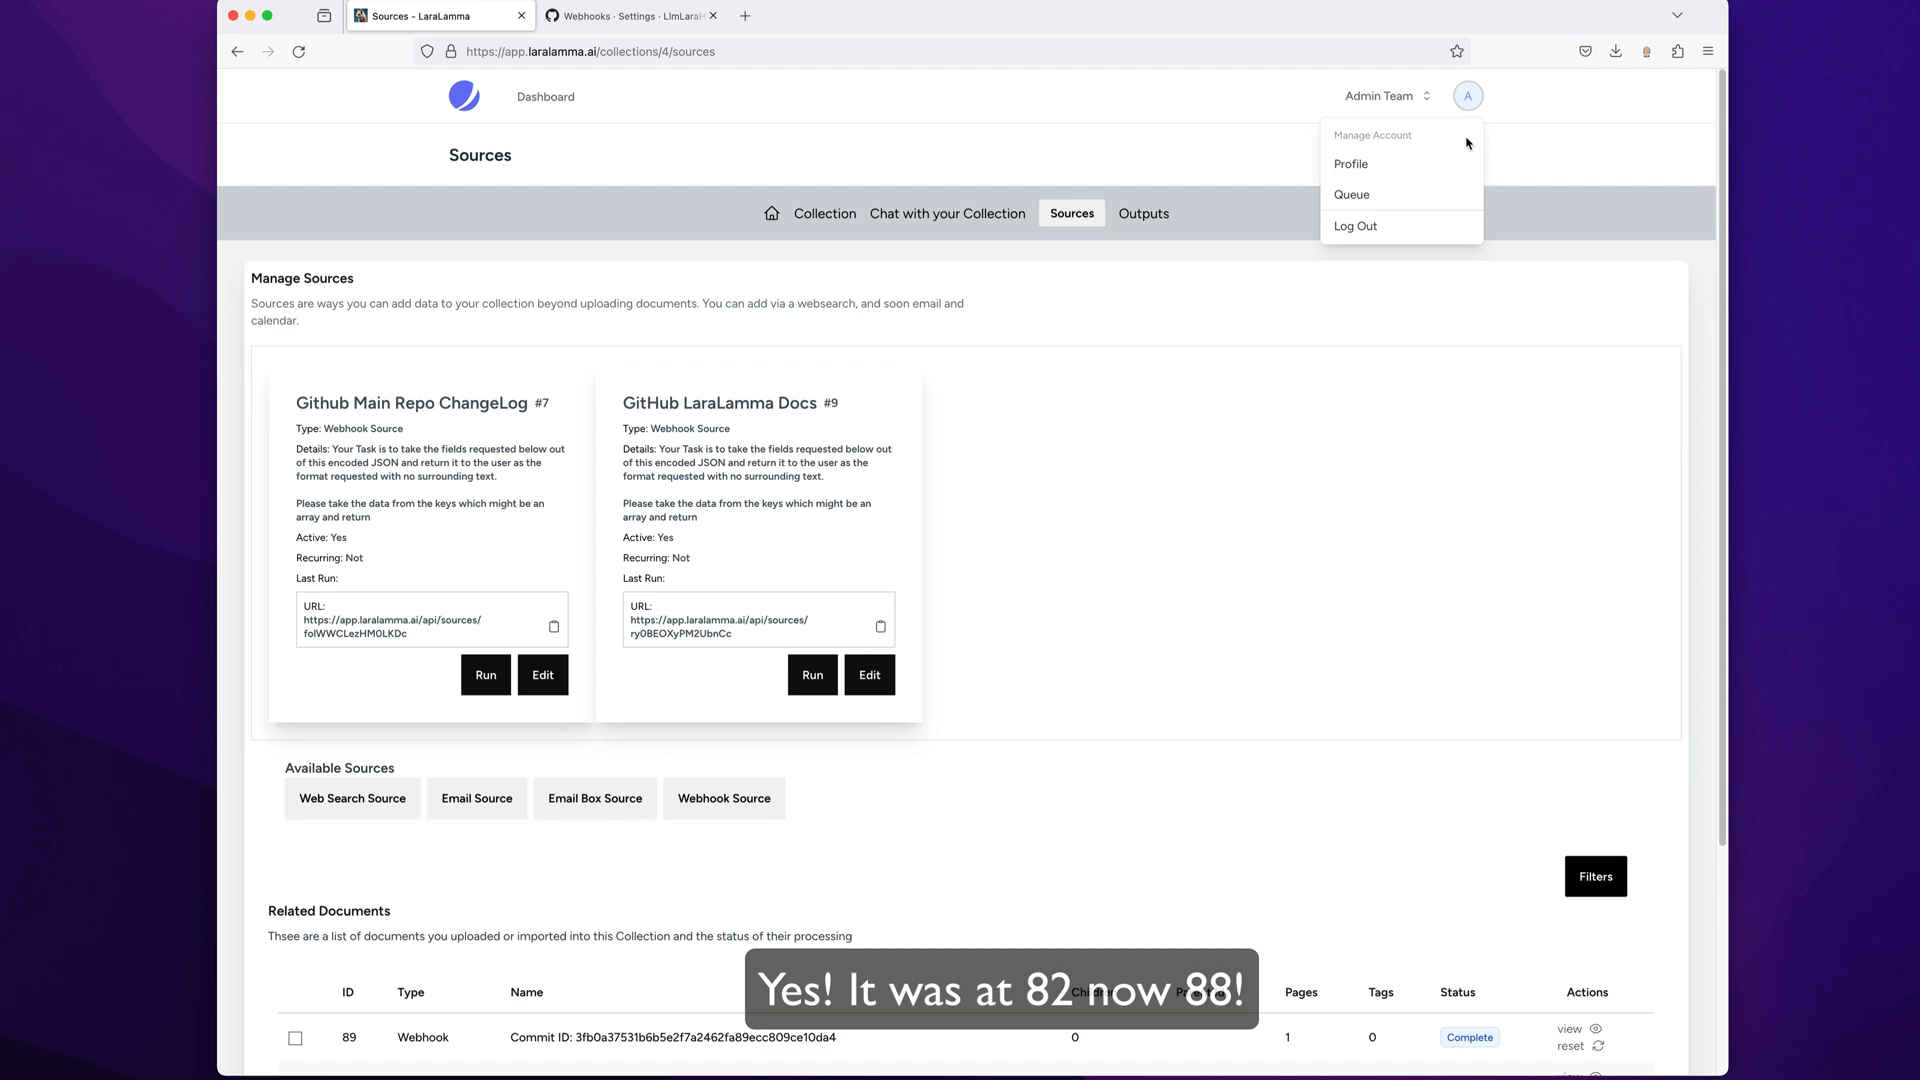 Sources - LaraLamma
Webhooks · Settings · LlmLaraH
https://app.laralamma.ai/collections/4/sources
Dashboard
Admin Team
A
Manage Account
Profile
Queue
Log Out
Sources
Collection
Chat with your Collection
Sources
Outputs
Manage Sources
Sources are ways you can add data to your collection beyond uploading documents. You can add via a websearch, and soon email and
calendar.
Github Main Repo ChangeLog #7
Type: Webhook Source
Details: Your Task is to take the fields requested below out
of this encoded JSON and return it to the user as the
format requested with no surrounding text.
Please take the data from the keys which might be an
array and return
Active: Yes
Recurring: Not
Last Run:
URL:
https://app.laralamma.ai/api/sources/
folWWCLezHM0LKDc
Run
Edit
GitHub LaraLamma Docs #9
Type: Webhook Source
Details: Your Task is to take the fields requested below out
of this encoded JSON and return it to the user as the
format requested with no surrounding text.
Please take the data from the keys which might be an
array and return
Active: Yes
Recurring: Not
Last Run:
URL:
https://app.laralamma.ai/api/sources/
ry0BEOXyPM2UbnCc
Run
Edit
Available Sources
Web Search Source
Email Source
Email Box Source
Webhook Source
Filters
Related Documents
Thsee are a list of documents you uploaded or imported into this Collection and the status of their processing
Yes! It was at 82 now 88!
ID
Type
Name
Pages
Tags
Status
Actions
89
Webhook
Commit ID: 3fb0a37531b6b5e2f7a2462fa89ecc809ce10da4
0
1
0
Complete
view
reset